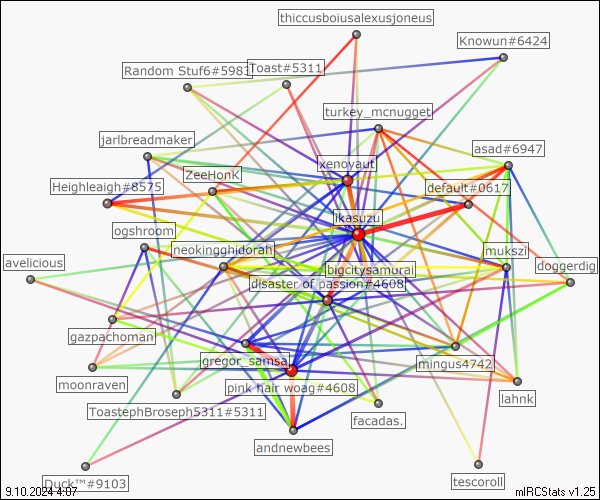 thiccusboiusalexusjoneus
Knowun#6424
Random Stuf6#5983
Toast#5311
turkey_mcnugget
jarlbreadmaker
asad#6947
xenoyaut
ZeeHonK
Heighleaigh#8575
default#0617
ikasuzu
ogshroom
neokingghidorah
mukszi
avelicious
bigcitysamurai
doggerdig
disaster of passion#4608
gazpachoman
gregor_samsa
mingus4742
moonraven
pink hair woag#4608
lahnk
ToastephBroseph5311#5311
facadas.
andnewbees
tescoroll
Duck™#9103
9.10.2024 4:07
mIRCStats v1.25